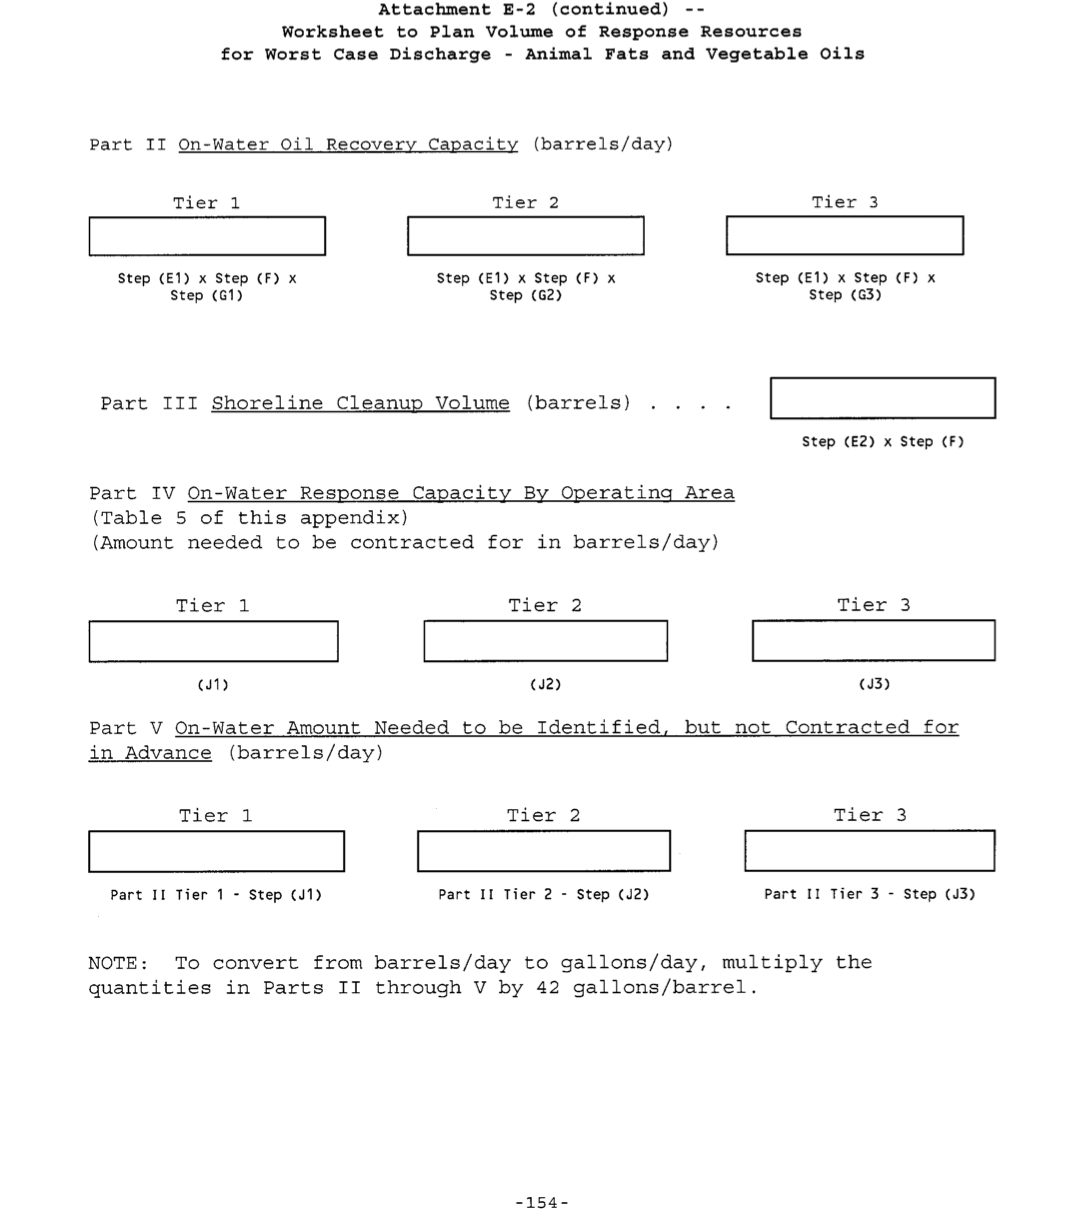 Attachment E-2 (continued) --
Worksheet to Plan Volume of Response Resources
for Worst Case Discharge - Animal Fats and Vegetable Oils
Part II On-Water Oil Recovery Capacity (barrels/day)
Tier 1 Tier 2 Tier 3
Step (E1) x Step (F) x Step (E1) x Step (F) x Step (E1) x Step (F) x
Step (G1) Step (G2) Step (G3)
Part III Shoreline Cleanup Volume (barrels) . . . .
Step (E2) x Step (F)
Part IV On-Water Response Capacity By Operating Area
(Table 5 of this appendix)
(Amount needed to be contracted for in barrels/day)
Tier 1 Tier 2 Tier 3
(J1) (J2) (J3)
Part V On-Water Amount Needed to be Identified, but not Contracted for
in Advance (barrels/day)
Tier 1 Tier 2 Tier 3
Part II Tier 1 - Step (J1) Part II Tier 2 - Step (J2) Part II Tier 3 - Step (J3)
NOTE: To convert from barrels/day to gallons/day, multiply the
quantities in Parts II through V by 42 gallons/barrel.
-154-